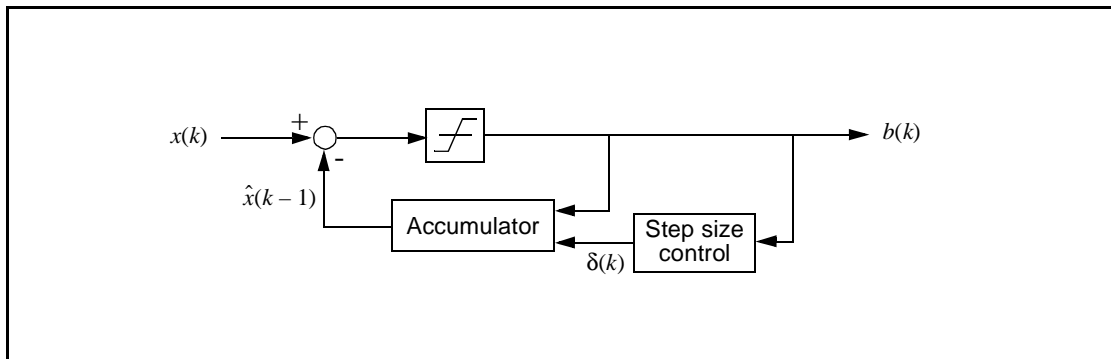 x(k)
+
-
b(k)
x̂(k – 1)
Accumulator
Step size
control
δ(k)